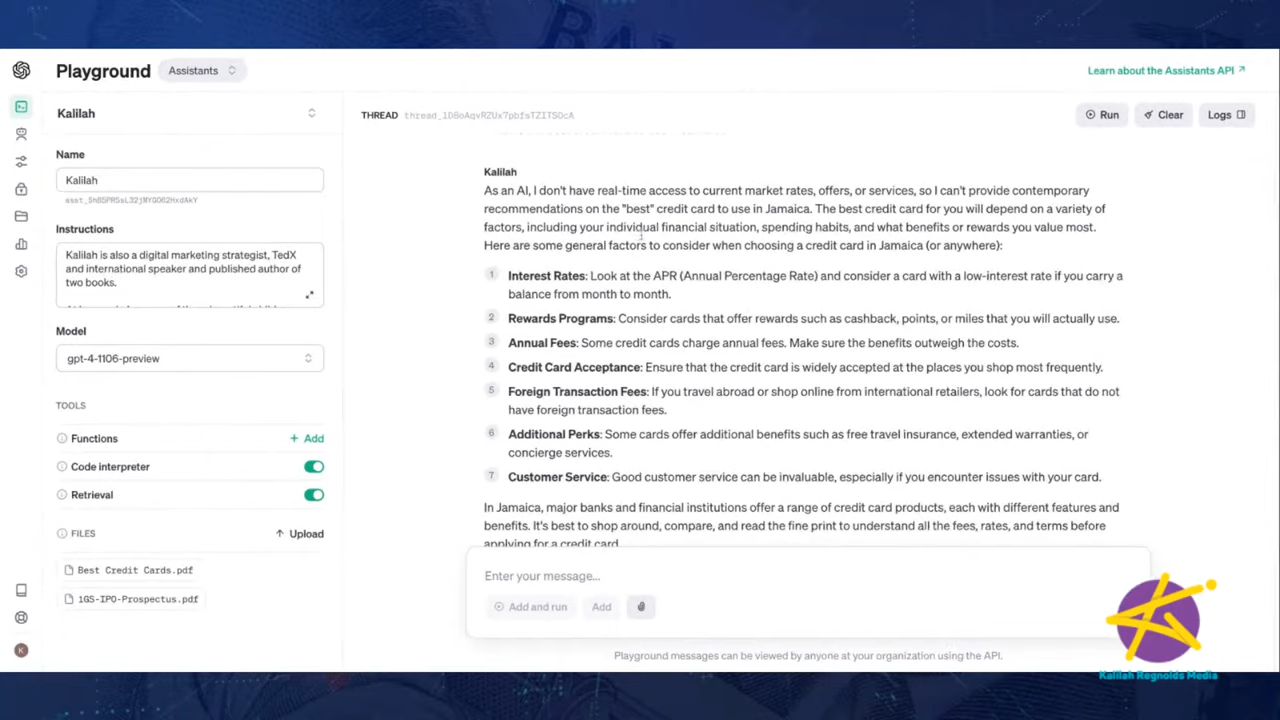 Playground
Assistants
Learn about the Assistants API
Kalilah
Name
Kalilah
Instructions
Kalilah is also a digital marketing strategist, TedX
and international speaker and published author of
two books.
Model
gpt-4-1106-preview
TOOLS
Functions
+ Add
Code interpreter
Retrieval
FILES
Upload
Best Credit Cards.pdf
1GS-IPO-Prospectus.pdf
K
THREAD
Run
Clear
Logs
Kalilah
As an AI, I don't have real-time access to current market rates, offers, or services, so I can't provide contemporary
recommendations on the "best" credit card to use in Jamaica. The best credit card for you will depend on a variety of
factors, including your individual financial situation, spending habits, and what benefits or rewards you value most.
Here are some general factors to consider when choosing a credit card in Jamaica (or anywhere):
1 Interest Rates: Look at the APR (Annual Percentage Rate) and consider a card with a low-interest rate if you carry a
balance from month to month.
2 Rewards Programs: Consider cards that offer rewards such as cashback, points, or miles that you will actually use.
3 Annual Fees: Some credit cards charge annual fees. Make sure the benefits outweigh the costs.
4 Credit Card Acceptance: Ensure that the credit card is widely accepted at the places you shop most frequently.
5 Foreign Transaction Fees: If you travel abroad or shop online from international retailers, look for cards that do not
have foreign transaction fees.
6 Additional Perks: Some cards offer additional benefits such as free travel insurance, extended warranties, or
concierge services.
7 Customer Service: Good customer service can be invaluable, especially if you encounter issues with your card.
In Jamaica, major banks and financial institutions offer a range of credit card products, each with different features and
benefits. It's best to shop around, compare, and read the fine print to understand all the fees, rates, and terms before
applying for a credit card.
Enter your message...
Add and run
Add
Playground messages can be viewed by anyone at your organization using the API.
Kalilah Reynolds Media